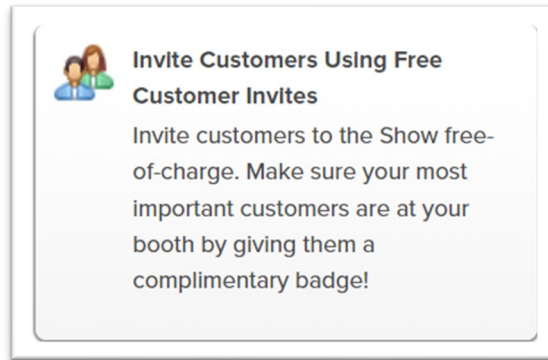 Invite Customers Using Free
Customer Invites
Invite customers to the Show free-
of-charge. Make sure your most
important customers are at your
booth by giving them a
complimentary badge!